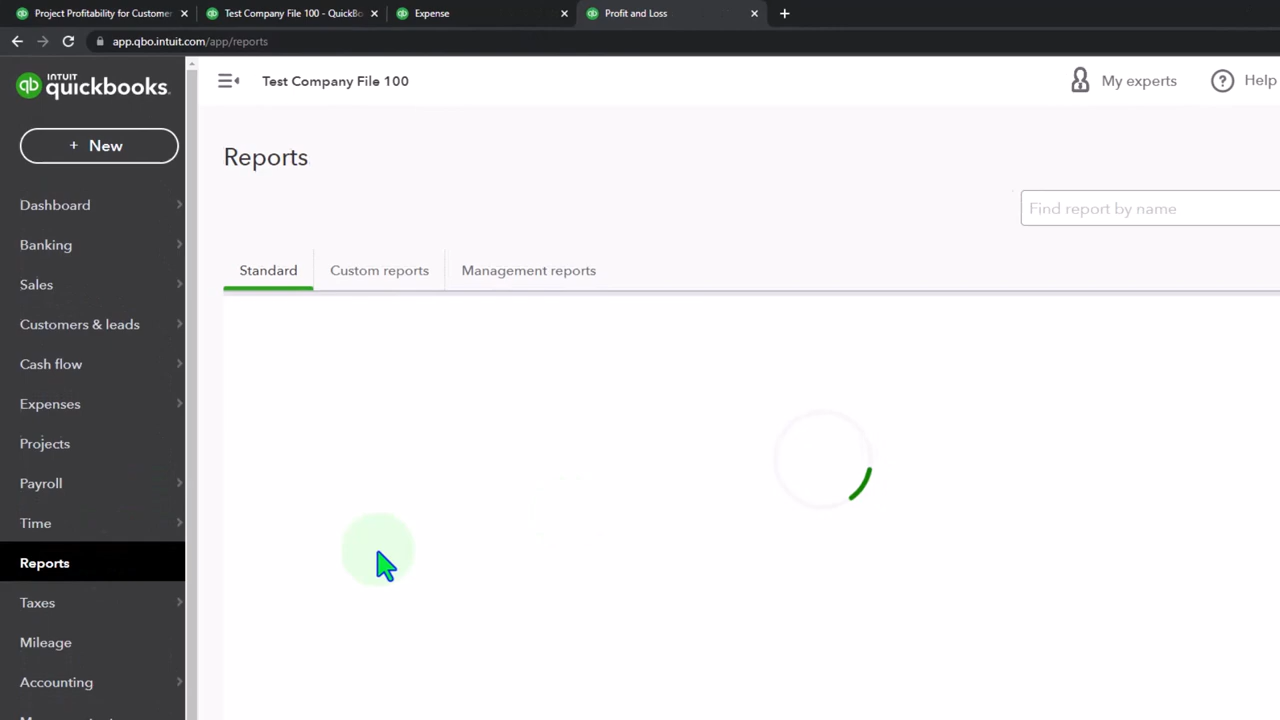 Project Profitability for Customer
Test Company File 100 - QuickBo
Expense
Profit and Loss
app.qbo.intuit.com/app/reports
qb INTUIT quickbooks.
Test Company File 100
My experts
Help
+ New
Reports
Find report by name
Dashboard
Banking
Sales
Customers & leads
Cash flow
Expenses
Projects
Payroll
Time
Reports
Taxes
Mileage
Accounting
Standard
Custom reports
Management reports